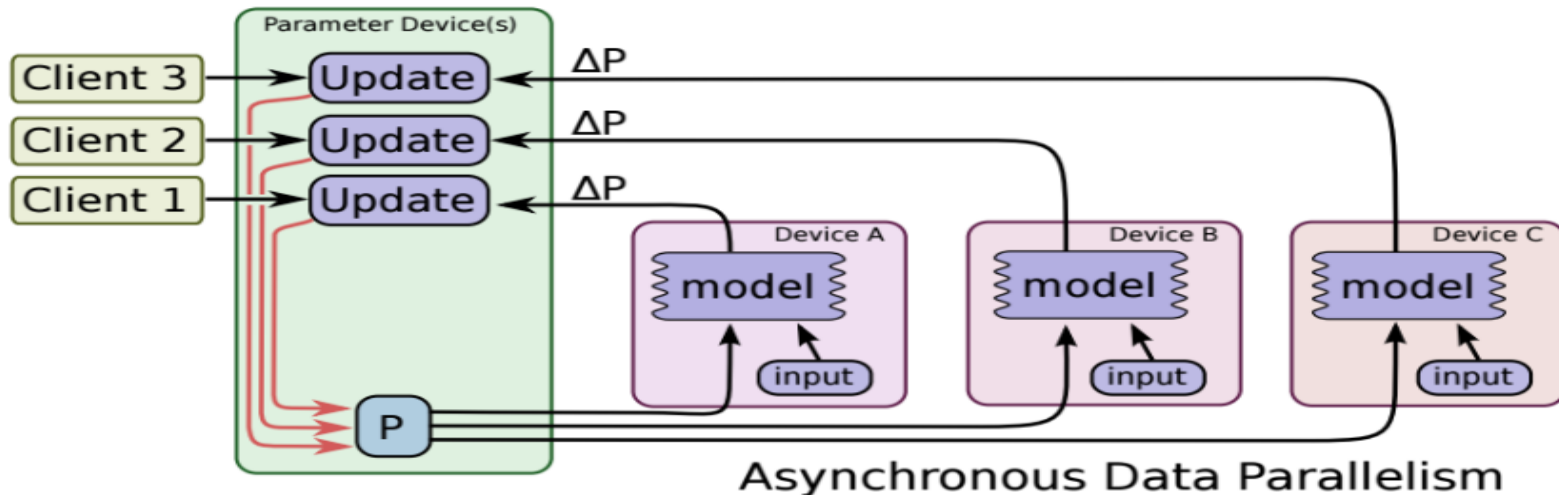 Parameter Device(s)
Client 3
Update
ΔP
Client 2
Update
ΔP
Client 1
Update
ΔP
Device A
model
input
Device B
model
input
Device C
model
input
P
Asynchronous Data Parallelism